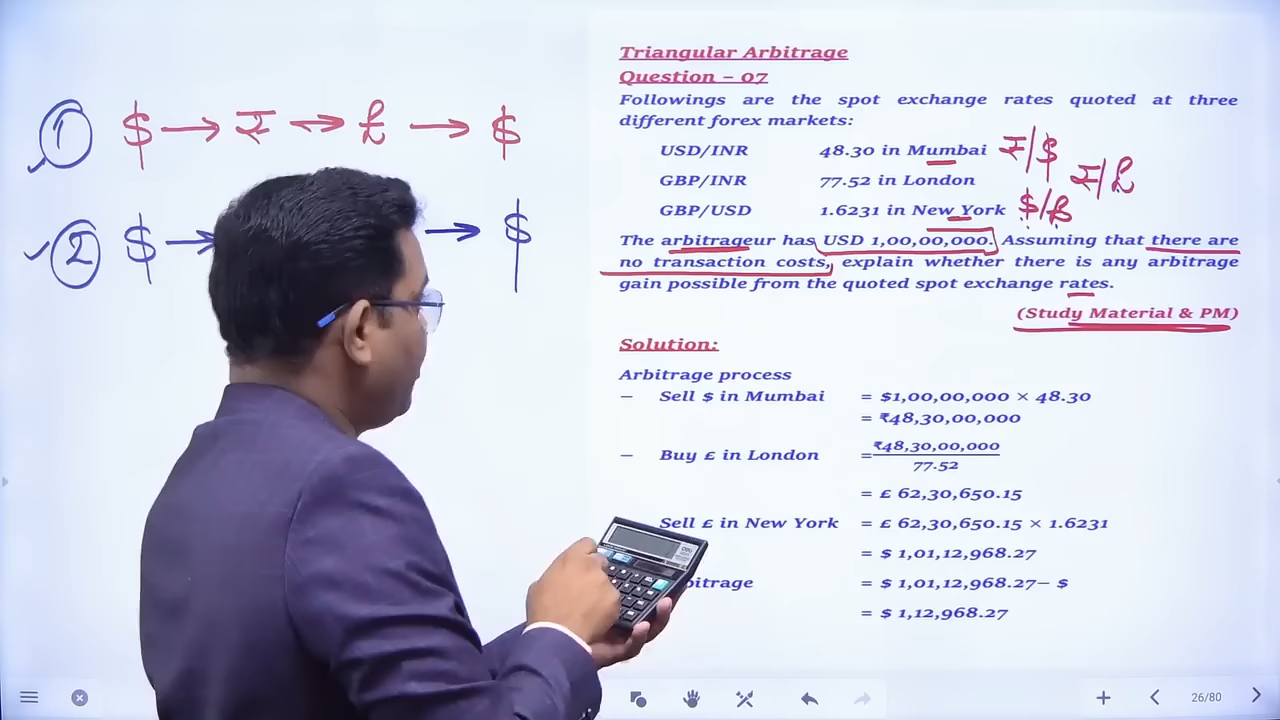 ① $ → ₹ → £ → $
② $ → → $
Triangular Arbitrage
Question – 07
Followings are the spot exchange rates quoted at three
different forex markets:
USD/INR 48.30 in Mumbai ₹/$
GBP/INR 77.52 in London ₹/£
GBP/USD 1.6231 in New York $/£
The arbitrageur has USD 1,00,00,000. Assuming that there are
no transaction costs, explain whether there is any arbitrage
gain possible from the quoted spot exchange rates.
(Study Material & PM)
Solution:
Arbitrage process
– Sell $ in Mumbai = $1,00,00,000 × 48.30
= ₹48,30,00,000
– Buy £ in London = ₹48,30,00,000
77.52
= £ 62,30,650.15
Sell £ in New York = £ 62,30,650.15 × 1.6231
= $ 1,01,12,968.27
= $ 1,01,12,968.27– $
= $ 1,12,968.27
26/80